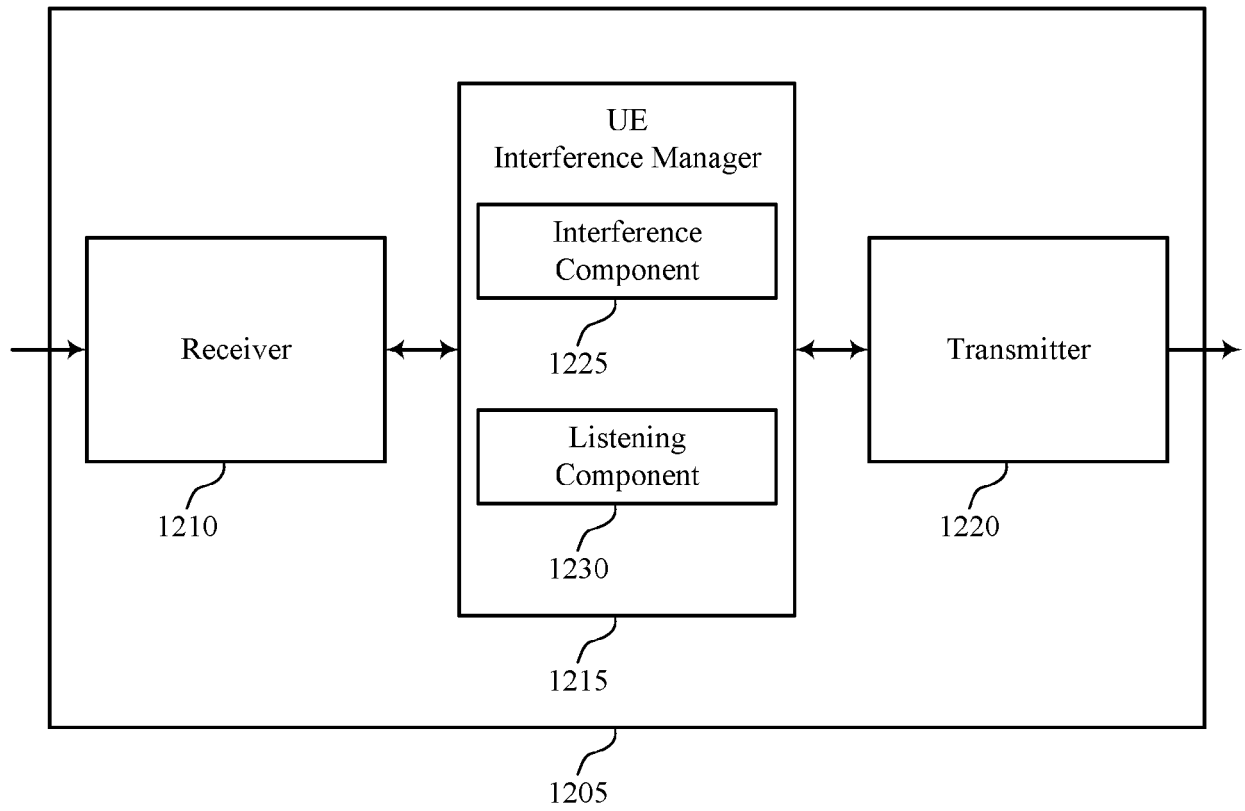 UE
Interference Manager
Interference
Component
1225
Receiver
1210
Listening
Component
1230
Transmitter
1220
1215
1205